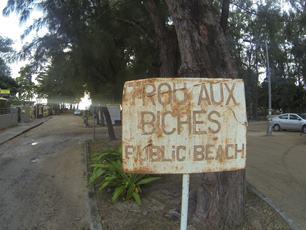 TROU AUX
BICHES
PUBLIC BEACH